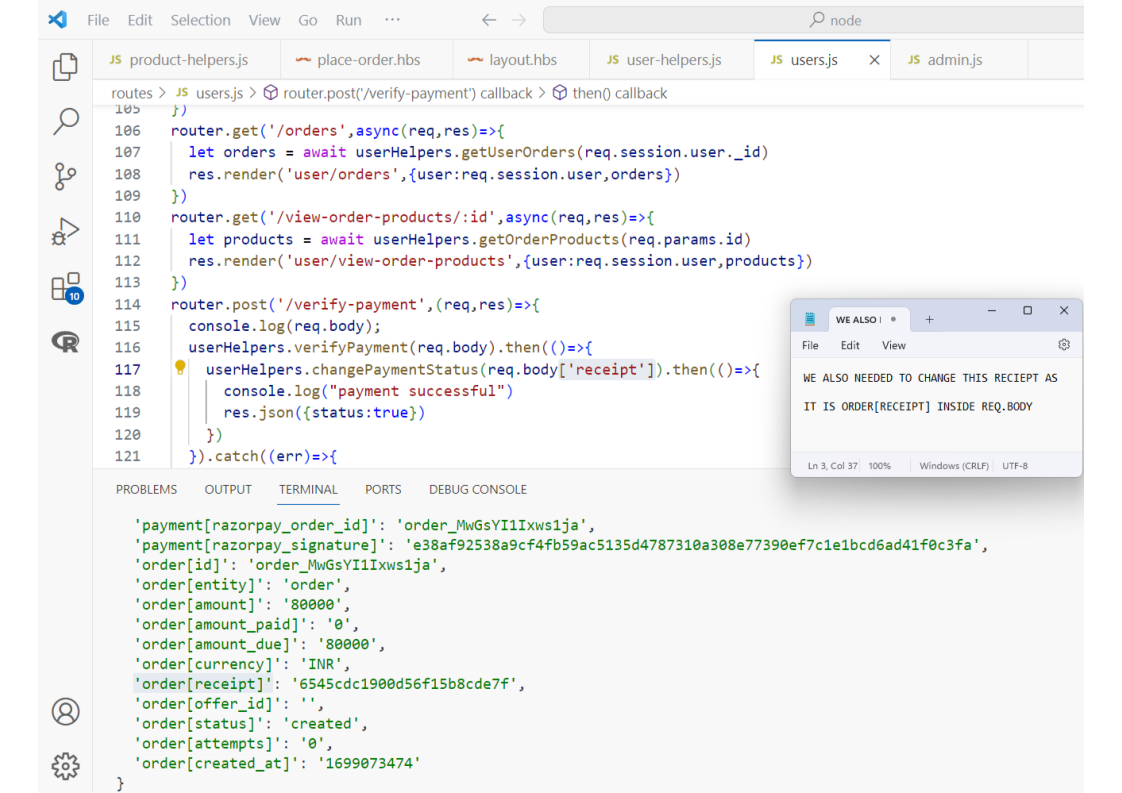 File Edit Selection View Go Run ··· ← → node
JS product-helpers.js place-order.hbs layout.hbs JS user-helpers.js JS users.js × JS admin.js
routes > JS users.js > router.post('/verify-payment') callback > then() callback
105 })
106 router.get('/orders',async(req,res)=>{
107 let orders = await userHelpers.getUserOrders(req.session.user._id)
108 res.render('user/orders',{user:req.session.user,orders})
109 })
110 router.get('/view-order-products/:id',async(req,res)=>{
111 let products = await userHelpers.getOrderProducts(req.params.id)
112 res.render('user/view-order-products',{user:req.session.user,products})
113 })
114 router.post('/verify-payment',(req,res)=>{
115 console.log(req.body);
116 userHelpers.verifyPayment(req.body).then(()=>{
117 userHelpers.changePaymentStatus(req.body['receipt']).then(()=>{
118 console.log("payment successful")
119 res.json({status:true})
120 })
121 }).catch((err)=>{
10
R
WE ALSO
File Edit View
WE ALSO NEEDED TO CHANGE THIS RECIEPT AS
IT IS ORDER[RECEIPT] INSIDE REQ.BODY
Ln 3, Col 37 100% Windows (CRLF) UTF-8
PROBLEMS OUTPUT TERMINAL PORTS DEBUG CONSOLE
'payment[razorpay_order_id]': 'order_MwGsYI1Ixws1ja',
'payment[razorpay_signature]': 'e38af92538a9cf4fb59ac5135d4787310a308e77390ef7c1e1bcd6ad41f0c3fa',
'order[id]': 'order_MwGsYI1Ixws1ja',
'order[entity]': 'order',
'order[amount]': '80000',
'order[amount_paid]': '0',
'order[amount_due]': '80000',
'order[currency]': 'INR',
'order[receipt]': '6545cdc1900d56f15b8cde7f',
'order[offer_id]': '',
'order[status]': 'created',
'order[attempts]': '0',
'order[created_at]': '1699073474'
}